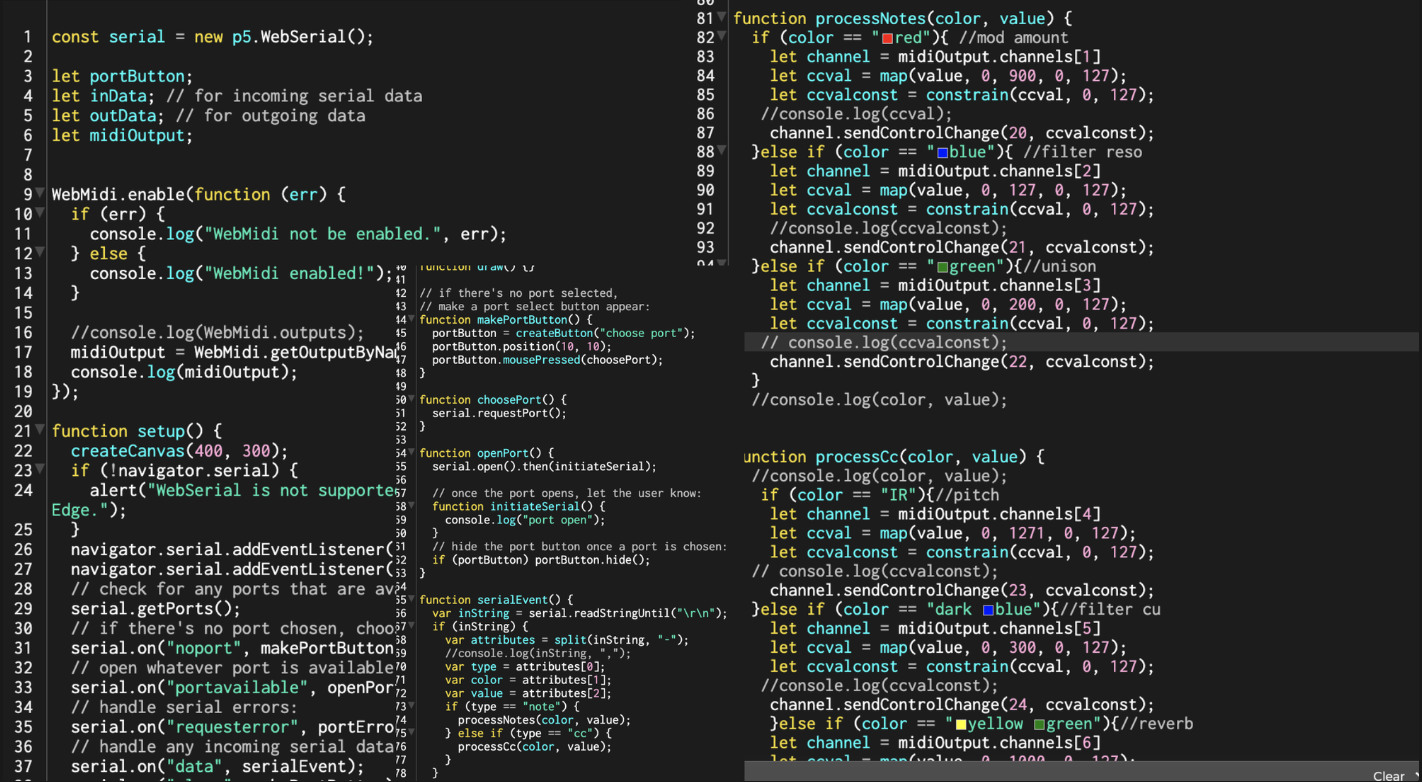 1 const serial = new p5.WebSerial();
2
3 let portButton;
4 let inData; // for incoming serial data
5 let outData; // for outgoing data
6 let midiOutput;
7
8
9 WebMidi.enable(function (err) {
10 if (err) {
11 console.log("WebMidi not be enabled.", err);
12 } else {
13 console.log("WebMidi enabled!");
14 }
15
16 //console.log(WebMidi.outputs);
17 midiOutput = WebMidi.getOutputByNa
18 console.log(midiOutput);
19 });
20
21 function setup() {
22 createCanvas(400, 300);
23 if (!navigator.serial) {
24 alert("WebSerial is not supporte
Edge.");
25 }
26 navigator.serial.addEventListener(
27 navigator.serial.addEventListener(
28 // check for any ports that are av
29 serial.getPorts();
30 // if there's no port chosen, choo
31 serial.on("noport", makePortButton
32 // open whatever port is available
33 serial.on("portavailable", openPor
34 // handle serial errors:
35 serial.on("requesterror", portErro
36 // handle any incoming serial data
37 serial.on("data", serialEvent);
40 function draw() {}
41
42 // if there's no port selected,
43 // make a port select button appear:
44 function makePortButton() {
45 portButton = createButton("choose port");
46 portButton.position(10, 10);
47 portButton.mousePressed(choosePort);
48 }
49
50 function choosePort() {
51 serial.requestPort();
52 }
53
54 function openPort() {
55 serial.open().then(initiateSerial);
56
57 // once the port opens, let the user know:
58 function initiateSerial() {
59 console.log("port open");
60 }
61 // hide the port button once a port is chosen:
62 if (portButton) portButton.hide();
63 }
64
65 function serialEvent() {
66 var inString = serial.readStringUntil("\r\n");
67 if (inString) {
68 var attributes = split(inString, "-");
69 //console.log(inString, ",");
70 var type = attributes[0];
71 var color = attributes[1];
72 var value = attributes[2];
73 if (type == "note") {
74 processNotes(color, value);
75 } else if (type == "cc") {
76 processCc(color, value);
77 }
78 }
80
81 function processNotes(color, value) {
82 if (color == "red"){ //mod amount
83 let channel = midiOutput.channels[1]
84 let ccval = map(value, 0, 900, 0, 127);
85 let ccvalconst = constrain(ccval, 0, 127);
86 //console.log(ccval);
87 channel.sendControlChange(20, ccvalconst);
88 }else if (color == "blue"){ //filter reso
89 let channel = midiOutput.channels[2]
90 let ccval = map(value, 0, 127, 0, 127);
91 let ccvalconst = constrain(ccval, 0, 127);
92 //console.log(ccvalconst);
93 channel.sendControlChange(21, ccvalconst);
94 }else if (color == "green"){//unison
let channel = midiOutput.channels[3]
let ccval = map(value, 0, 200, 0, 127);
let ccvalconst = constrain(ccval, 0, 127);
// console.log(ccvalconst);
channel.sendControlChange(22, ccvalconst);
}
//console.log(color, value);
unction processCc(color, value) {
//console.log(color, value);
if (color == "IR"){//pitch
let channel = midiOutput.channels[4]
let ccval = map(value, 0, 1271, 0, 127);
let ccvalconst = constrain(ccval, 0, 127);
// console.log(ccvalconst);
channel.sendControlChange(23, ccvalconst);
}else if (color == "dark blue"){//filter cu
let channel = midiOutput.channels[5]
let ccval = map(value, 0, 300, 0, 127);
let ccvalconst = constrain(ccval, 0, 127);
//console.log(ccvalconst);
channel.sendControlChange(24, ccvalconst);
}else if (color == "yellow green"){//reverb
let channel = midiOutput.channels[6]
let ccval = map(value, 0, 1000, 0, 127);
Clear